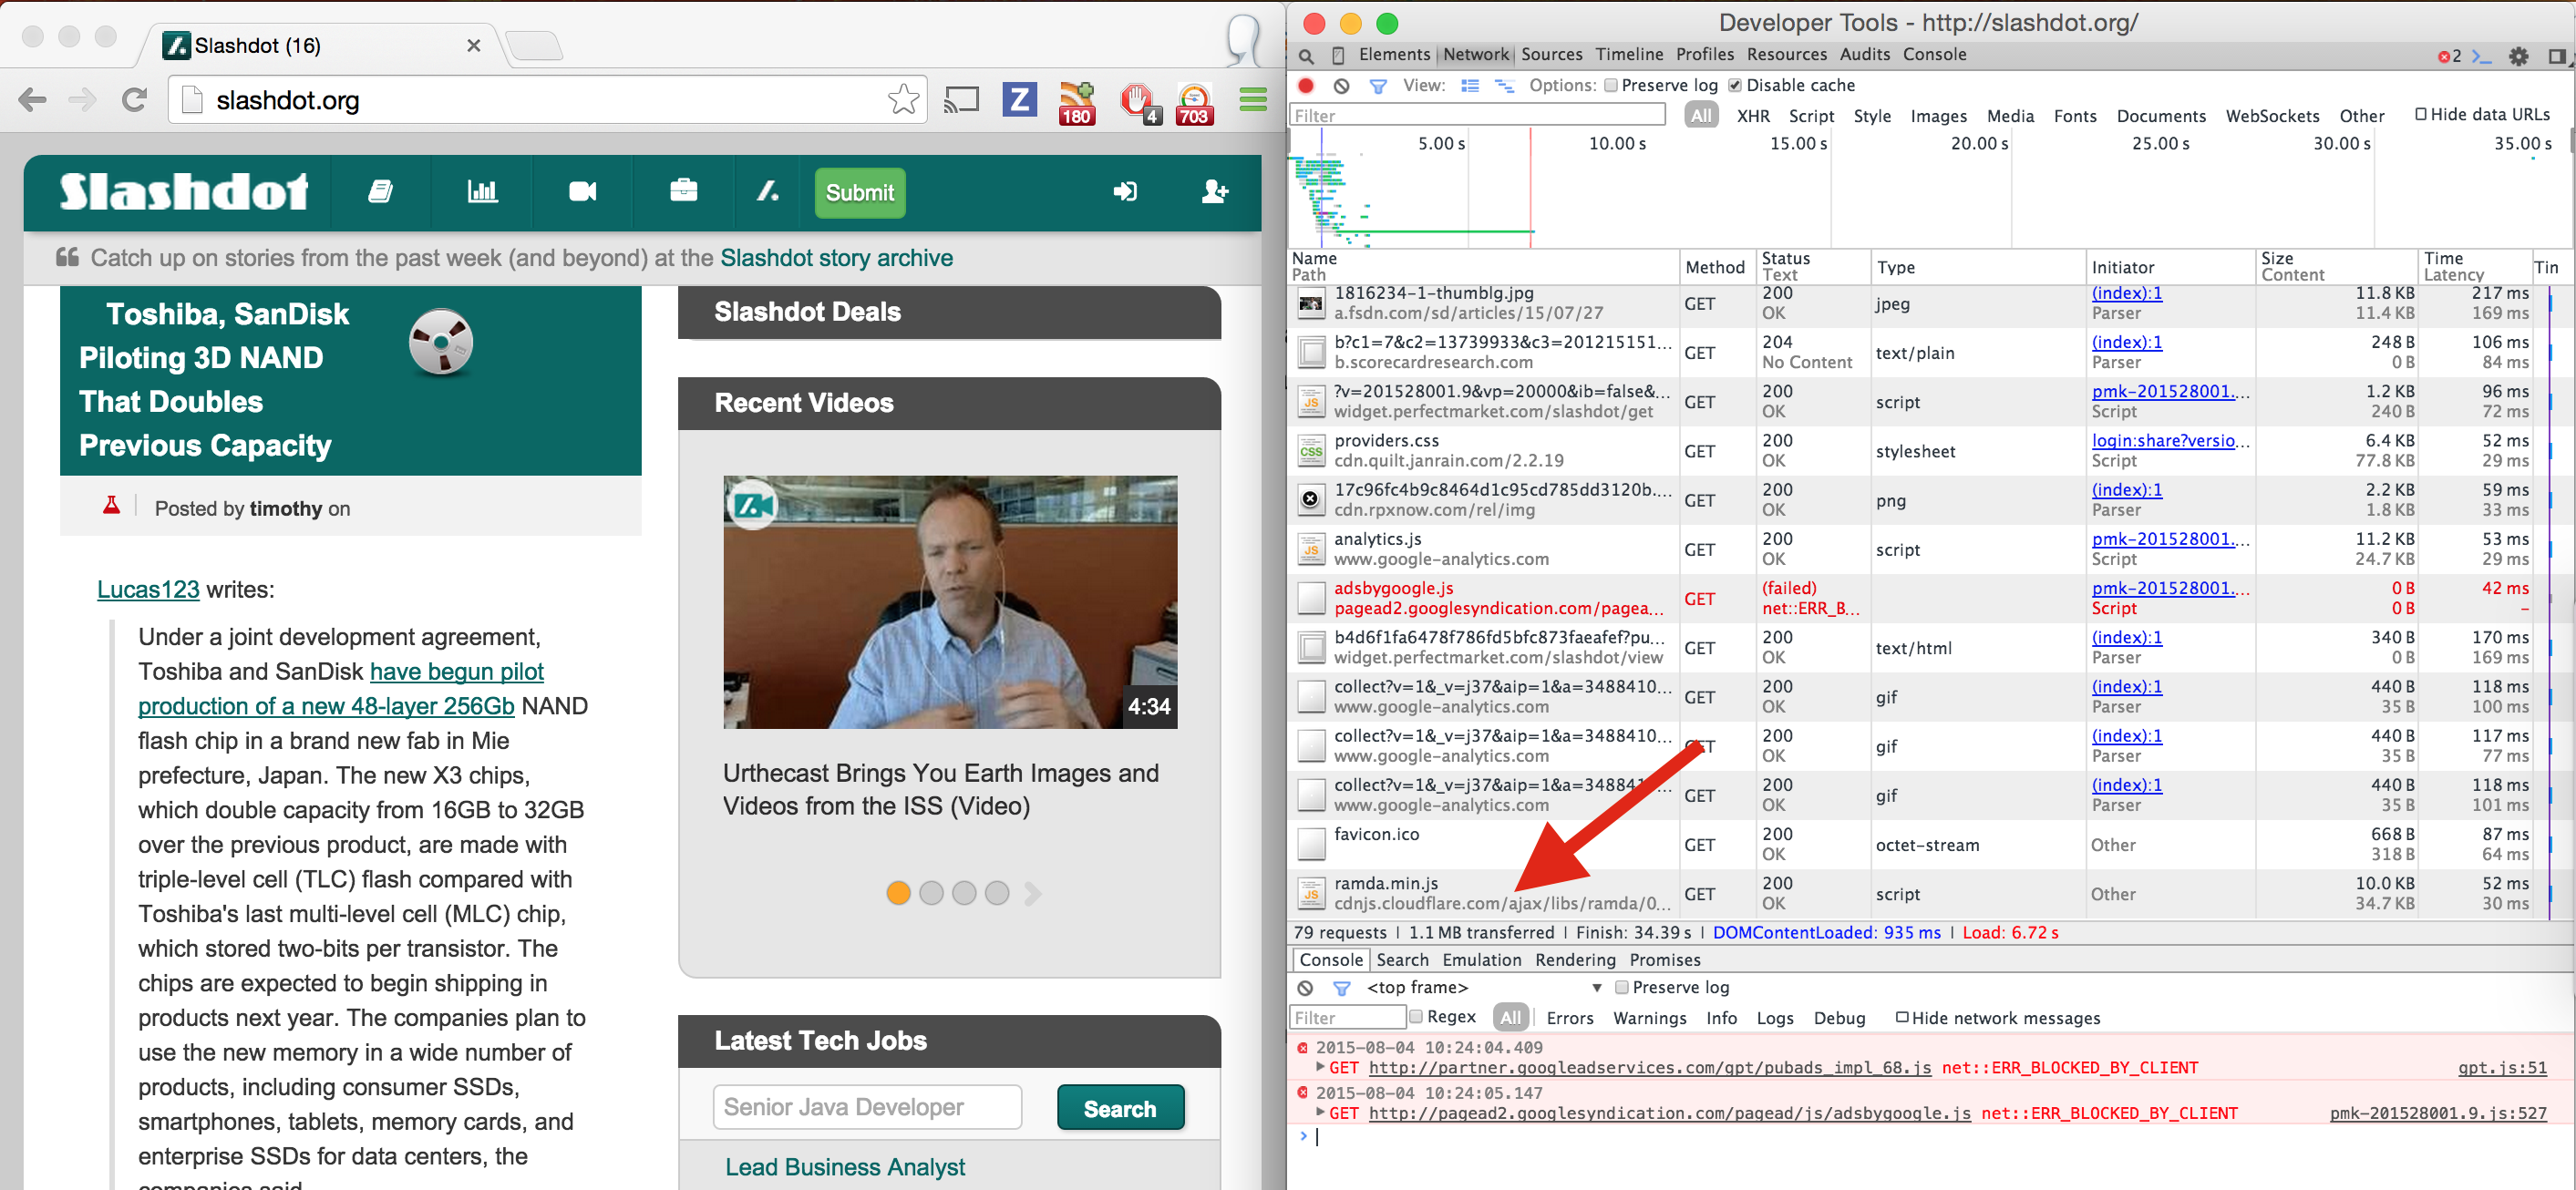 Slashdot (16)
slashdot.org
Z
180
4
703
Slashdot
Submit
Catch up on stories from the past week (and beyond) at the Slashdot story archive
Toshiba, SanDisk
Piloting 3D NAND
That Doubles
Previous Capacity
Posted by timothy on
Lucas123 writes:
Under a joint development agreement,
Toshiba and SanDisk have begun pilot
production of a new 48-layer 256Gb NAND
flash chip in a brand new fab in Mie
prefecture, Japan. The new X3 chips,
which double capacity from 16GB to 32GB
over the previous product, are made with
triple-level cell (TLC) flash compared with
Toshiba's last multi-level cell (MLC) chip,
which stored two-bits per transistor. The
chips are expected to begin shipping in
products next year. The companies plan to
use the new memory in a wide number of
products, including consumer SSDs,
smartphones, tablets, memory cards, and
enterprise SSDs for data centers, the
companies said.
Slashdot Deals
Recent Videos
4:34
Urthecast Brings You Earth Images and
Videos from the ISS (Video)
Latest Tech Jobs
Senior Java Developer
Search
Lead Business Analyst
Developer Tools - http://slashdot.org/
Elements Network Sources Timeline Profiles Resources Audits Console
2
View: Options: Preserve log Disable cache
Filter All XHR Script Style Images Media Fonts Documents WebSockets Other Hide data URLs
5.00 s 10.00 s 15.00 s 20.00 s 25.00 s 30.00 s 35.00 s
Name Method Status Type Initiator Size Time Tin
Path Text Content Latency
1816234-1-thumblg.jpg GET 200 jpeg (index):1 11.8 KB 217 ms
a.fsdn.com/sd/articles/15/07/27 OK Parser 11.4 KB 169 ms
b?c1=7&c2=13739933&c3=201215151... GET 204 text/plain (index):1 248 B 106 ms
b.scorecardresearch.com No Content Parser 0 B 84 ms
?v=201528001.9&vp=20000&ib=false&... GET 200 script pmk-201528001.... 1.2 KB 96 ms
widget.perfectmarket.com/slashdot/get OK Script 240 B 72 ms
providers.css GET 200 stylesheet login:share?versio... 6.4 KB 52 ms
cdn.quilt.janrain.com/2.2.19 OK Script 77.8 KB 29 ms
17c96fc4b9c8464d1c95cd785dd3120b.... GET 200 png (index):1 2.2 KB 59 ms
cdn.rpxnow.com/rel/img OK Parser 1.8 KB 33 ms
analytics.js GET 200 script pmk-201528001.... 11.2 KB 53 ms
www.google-analytics.com OK Script 24.7 KB 29 ms
adsbygoogle.js GET (failed) pmk-201528001.... 0 B 42 ms
pagead2.googlesyndication.com/pagea... net::ERR_B... Script 0 B –
b4d6f1fa6478f786fd5bfc873faeafef?pu... GET 200 text/html (index):1 340 B 170 ms
widget.perfectmarket.com/slashdot/view OK Parser 0 B 169 ms
collect?v=1&_v=j37&aip=1&a=3488410... GET 200 gif (index):1 440 B 118 ms
www.google-analytics.com OK Parser 35 B 100 ms
collect?v=1&_v=j37&aip=1&a=3488410... GET 200 gif (index):1 440 B 117 ms
www.google-analytics.com OK Parser 35 B 77 ms
collect?v=1&_v=j37&aip=1&a=34884 GET 200 gif (index):1 440 B 118 ms
www.google-analytics.com OK Parser 35 B 101 ms
favicon.ico GET 200 octet-stream Other 668 B 87 ms
OK 318 B 64 ms
ramda.min.js GET 200 script Other 10.0 KB 52 ms
cdnjs.cloudflare.com/ajax/libs/ramda/0... OK 34.7 KB 30 ms
79 requests | 1.1 MB transferred | Finish: 34.39 s | DOMContentLoaded: 935 ms | Load: 6.72 s
Console Search Emulation Rendering Promises
<top frame> Preserve log
Filter Regex All Errors Warnings Info Logs Debug Hide network messages
2015-08-04 10:24:04.409
GET http://partner.googleadservices.com/gpt/pubads_impl_68.js net::ERR_BLOCKED_BY_CLIENT gpt.js:51
2015-08-04 10:24:05.147
GET http://pagead2.googlesyndication.com/pagead/js/adsbygoogle.js net::ERR_BLOCKED_BY_CLIENT pmk-201528001.9.js:527